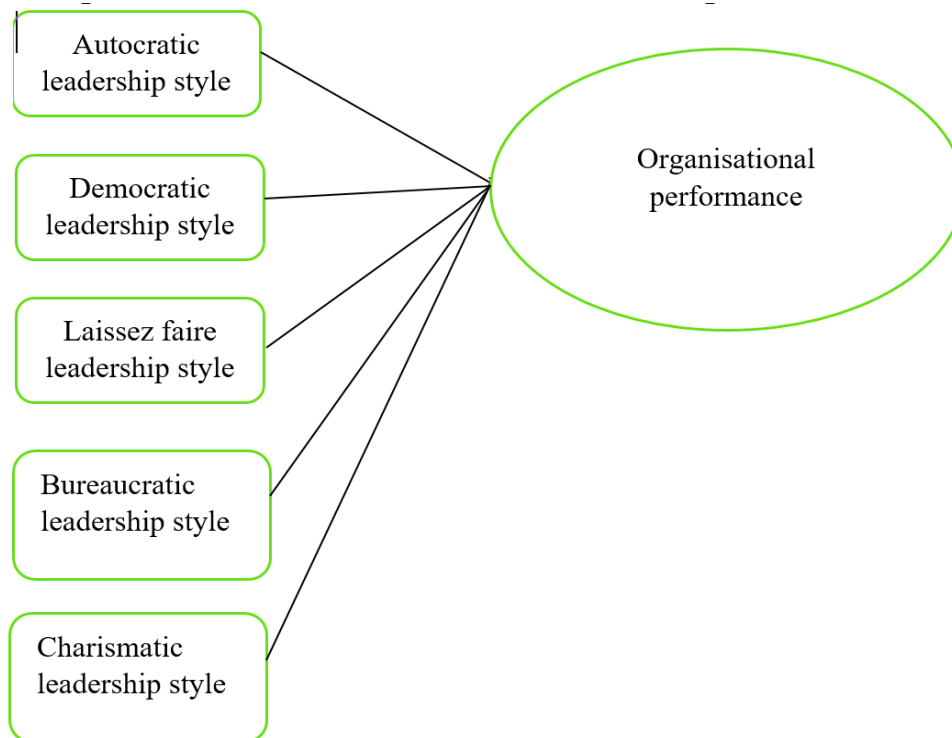 Autocratic
leadership style
Organisational
performance
Democratic
leadership style
Laissez faire
leadership style
Bureaucratic
leadership style
Charismatic
leadership style